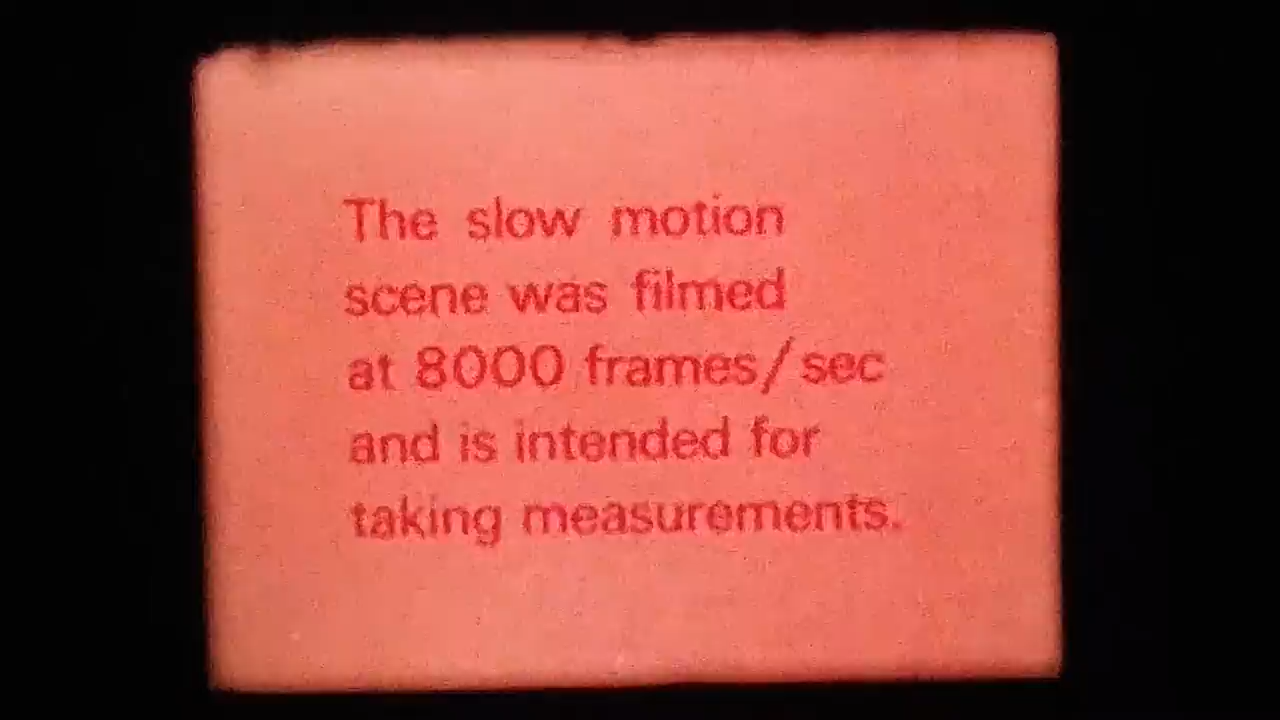 The slow motion
scene was filmed
at 8000 frames/sec
and is intended for
taking measurements.